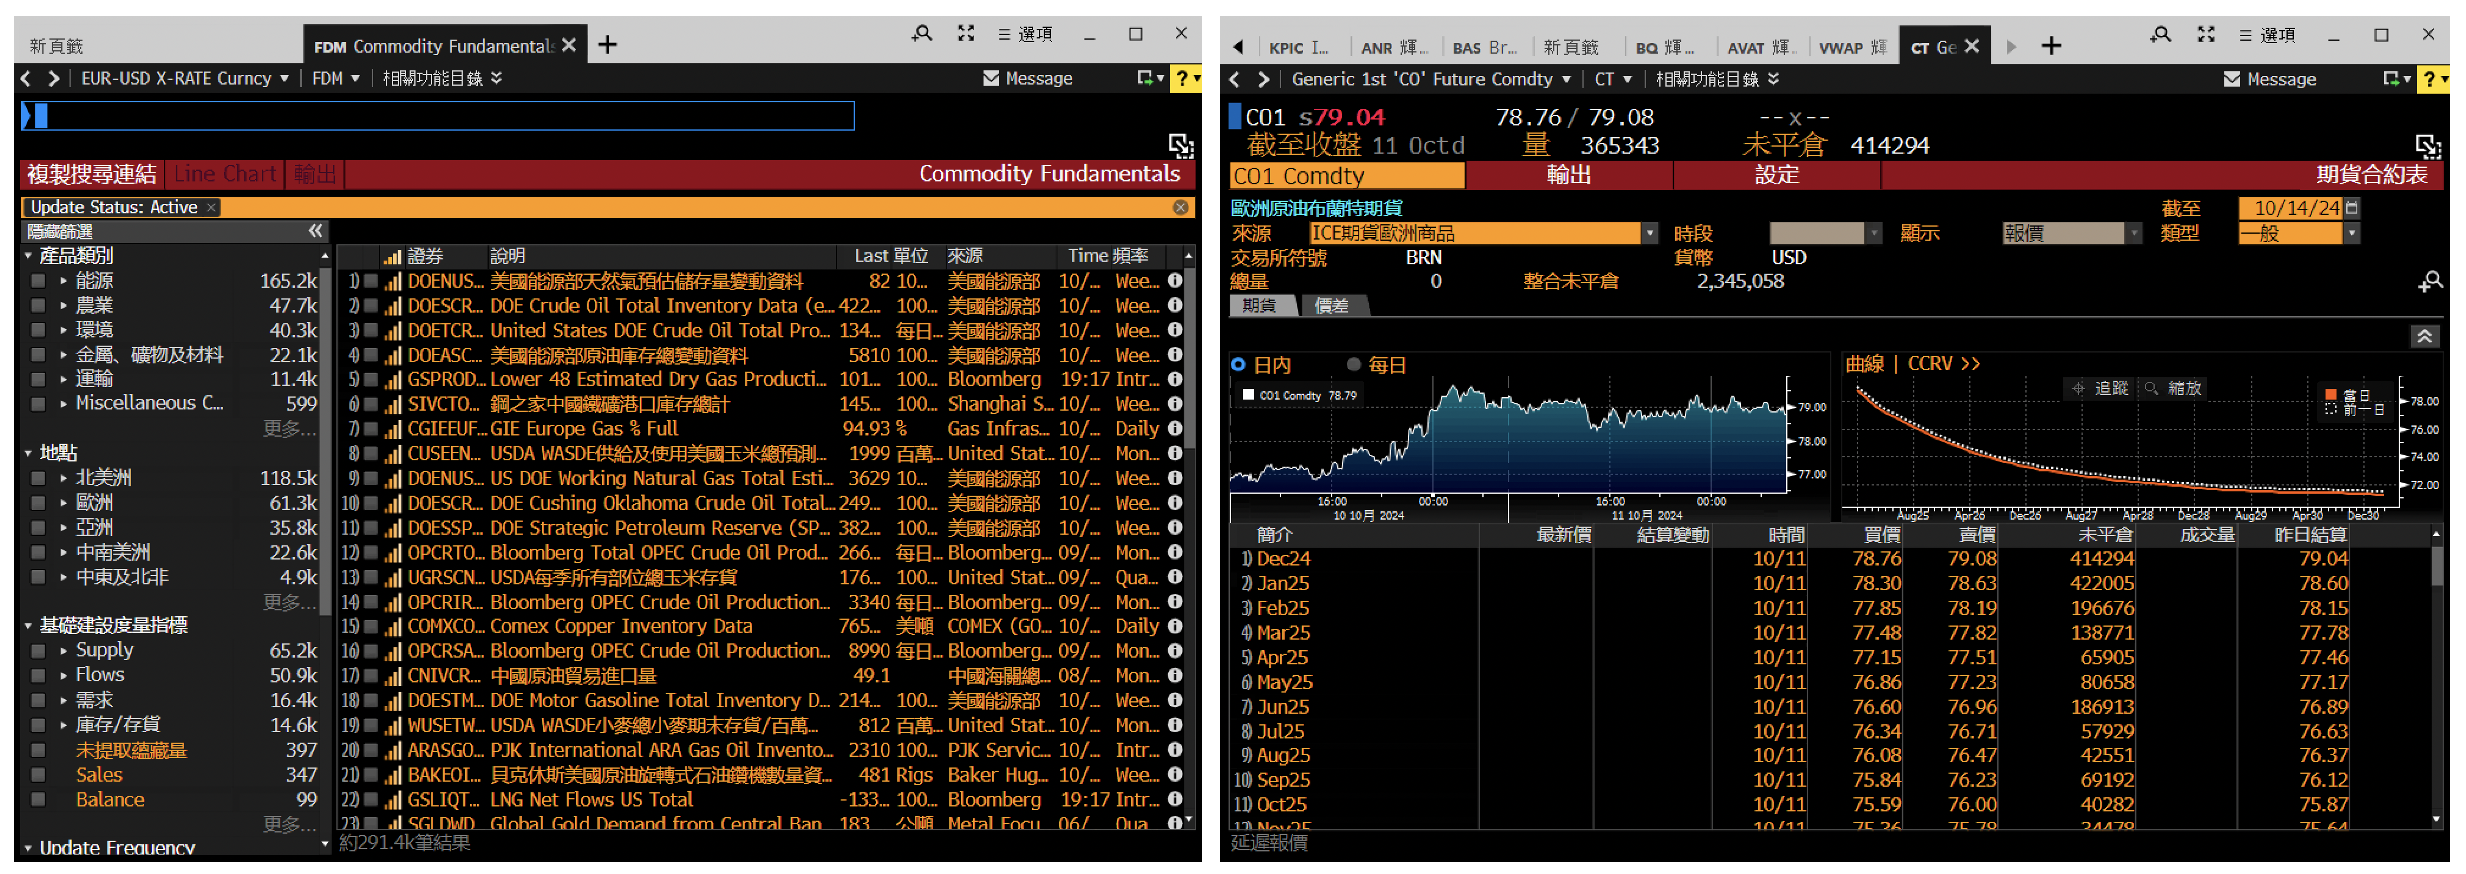 新頁籤
FDM Commodity Fundamental:
選項
EUR-USD X-RATE Curncy
FDM
相關功能目錄
Message
?
複製搜尋連結
Line Chart
輸出
Commodity Fundamentals
Update Status: Active
隱藏篩選
產品類別
能源 165.2k
農業 47.7k
環境 40.3k
金屬、礦物及材料 22.1k
運輸 11.4k
Miscellaneous C... 599
更多...
地點
北美洲 118.5k
歐洲 61.3k
亞洲 35.8k
中南美洲 22.6k
中東及北非 4.9k
更多...
基礎建設度量指標
Supply 65.2k
Flows 50.9k
需求 16.4k
庫存/存貨 14.6k
未提取蘊藏量 397
Sales 347
Balance 99
更多...
Update Frequency
證券 說明 Last 單位 來源 Time 頻率
1) DOENUS... 美國能源部天然氣預估儲存量變動資料 82 10... 美國能源部 10/... Wee...
2) DOESCR... DOE Crude Oil Total Inventory Data (e... 422... 100... 美國能源部 10/... Wee...
3) DOETCR... United States DOE Crude Oil Total Pro... 134... 每日... 美國能源部 10/... Wee...
4) DOEASC... 美國能源部原油庫存總變動資料 5810 100... 美國能源部 10/... Wee...
5) GSPROD... Lower 48 Estimated Dry Gas Producti... 101... 100... Bloomberg 19:17 Intr...
6) SIVCTO... 鋼之家中國鐵礦港口庫存總計 145... 100... Shanghai S... 10/... Wee...
7) CGIEEUF... GIE Europe Gas % Full 94.93 % Gas Infras... 10/... Daily
8) CUSEEN... USDA WASDE供給及使用美國玉米總預測... 1999 百萬... United Stat... 10/... Mon...
9) DOENUS... US DOE Working Natural Gas Total Esti... 3629 10... 美國能源部 10/... Wee...
10) DOESCR... DOE Cushing Oklahoma Crude Oil Total... 249... 100... 美國能源部 10/... Wee...
11) DOESSP... DOE Strategic Petroleum Reserve (SP... 382... 100... 美國能源部 10/... Wee...
12) OPCRTO... Bloomberg Total OPEC Crude Oil Prod... 266... 每日... Bloomberg... 09/... Mon...
13) UGRSCN... USDA每季所有部位總玉米存貨 176... 100... United Stat... 09/... Qua...
14) OPCRIR... Bloomberg OPEC Crude Oil Production... 3340 每日... Bloomberg... 09/... Mon...
15) COMXCO... Comex Copper Inventory Data 765... 美噸 COMEX (GO... 10/... Daily
16) OPCRSA... Bloomberg OPEC Crude Oil Production... 8990 每日... Bloomberg... 09/... Mon...
17) CNIVCR... 中國原油貿易進口量 49.1 中國海關總... 08/... Mon...
18) DOESTM... DOE Motor Gasoline Total Inventory D... 214... 100... 美國能源部 10/... Wee...
19) WUSETW... USDA WASDE小麥總小麥期末存貨/百萬... 812 百萬... United Stat... 10/... Mon...
20) ARASGO... PJK International ARA Gas Oil Invento... 2310 100... PJK Servic... 10/... Intr...
21) BAKEOI... 貝克休斯美國原油旋轉式石油鑽機數量資... 481 Rigs Baker Hug... 10/... Wee...
22) GSLIQT... LNG Net Flows US Total -133... 100... Bloomberg 19:17 Intr...
23) SGLDWD Global Gold Demand from Central Ban 183 公噸 Metal Focu 06/ Qua
約291.4k筆結果
KPIC I... ANR 輝... BAS Br... 新頁籤 BQ 輝... AVAT 輝.. VWAP 輝 CT Ge
選項
Generic 1st 'CO' Future Comdty
CT
相關功能目錄
Message
?
CO1 s79.04 78.76 / 79.08 --x--
截至收盤 11 Octd 量 365343 未平倉 414294
CO1 Comdty 輸出 設定 期貨合約表
歐洲原油布蘭特期貨 截至 10/14/24
來源 ICE期貨歐洲商品 時段 顯示 報價 類型 一般
交易所符號 BRN 貨幣 USD
總量 0 整合未平倉 2,345,058
期貨 價差
日內 每日
CO1 Comdty 78.79
79.00
78.00
77.00
16:00 00:00 16:00 00:00
10 10月 2024 11 10月 2024
曲線 | CCRV >>
追蹤 縮放
當日
前一日
78.00
76.00
74.00
72.00
Aug25 Apr26 Dec26 Aug27 Apr28 Dec28 Aug29 Apr30 Dec30
簡介 最新價 結算變動 時間 買價 賣價 未平倉 成交量 昨日結算
1) Dec24 10/11 78.76 79.08 414294 79.04
2) Jan25 10/11 78.30 78.63 422005 78.60
3) Feb25 10/11 77.85 78.19 196676 78.15
4) Mar25 10/11 77.48 77.82 138771 77.78
5) Apr25 10/11 77.15 77.51 65905 77.46
6) May25 10/11 76.86 77.23 80658 77.17
7) Jun25 10/11 76.60 76.96 186913 76.89
8) Jul25 10/11 76.34 76.71 57929 76.63
9) Aug25 10/11 76.08 76.47 42551 76.37
10) Sep25 10/11 75.84 76.23 69192 76.12
11) Oct25 10/11 75.59 76.00 40282 75.87
12) Nov25 10/11 75.36 75.78 34478 75.64
延遲報價